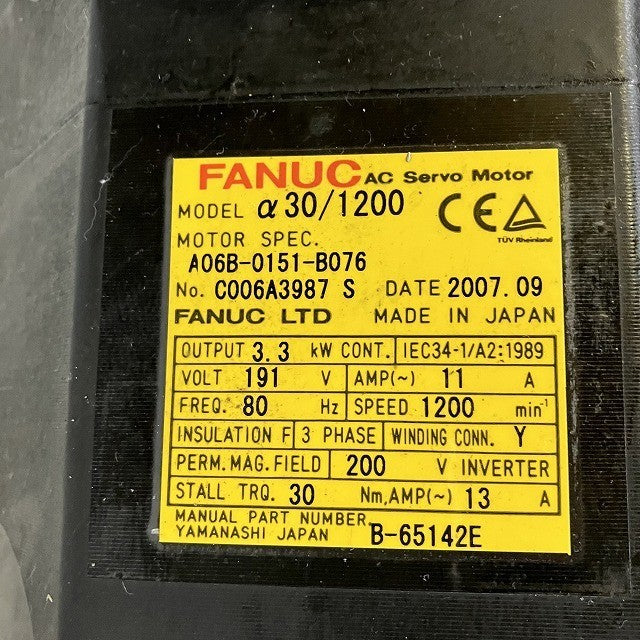 FANUC AC Servo Motor
MODEL α30/1200
CE TÜV Rheinland
MOTOR SPEC.
A06B-0151-B076
No. C006A3987 S DATE 2007.09
FANUC LTD MADE IN JAPAN
OUTPUT 3.3 kW CONT. IEC34-1/A2:1989
VOLT 191 V AMP(~) 11 A
FREQ. 80 Hz SPEED 1200 min⁻¹
INSULATION F 3 PHASE WINDING CONN. Y
PERM.MAG.FIELD 200 V INVERTER
STALL TRQ. 30 Nm,AMP(~) 13 A
MANUAL PART NUMBER.
YAMANASHI JAPAN B-65142E